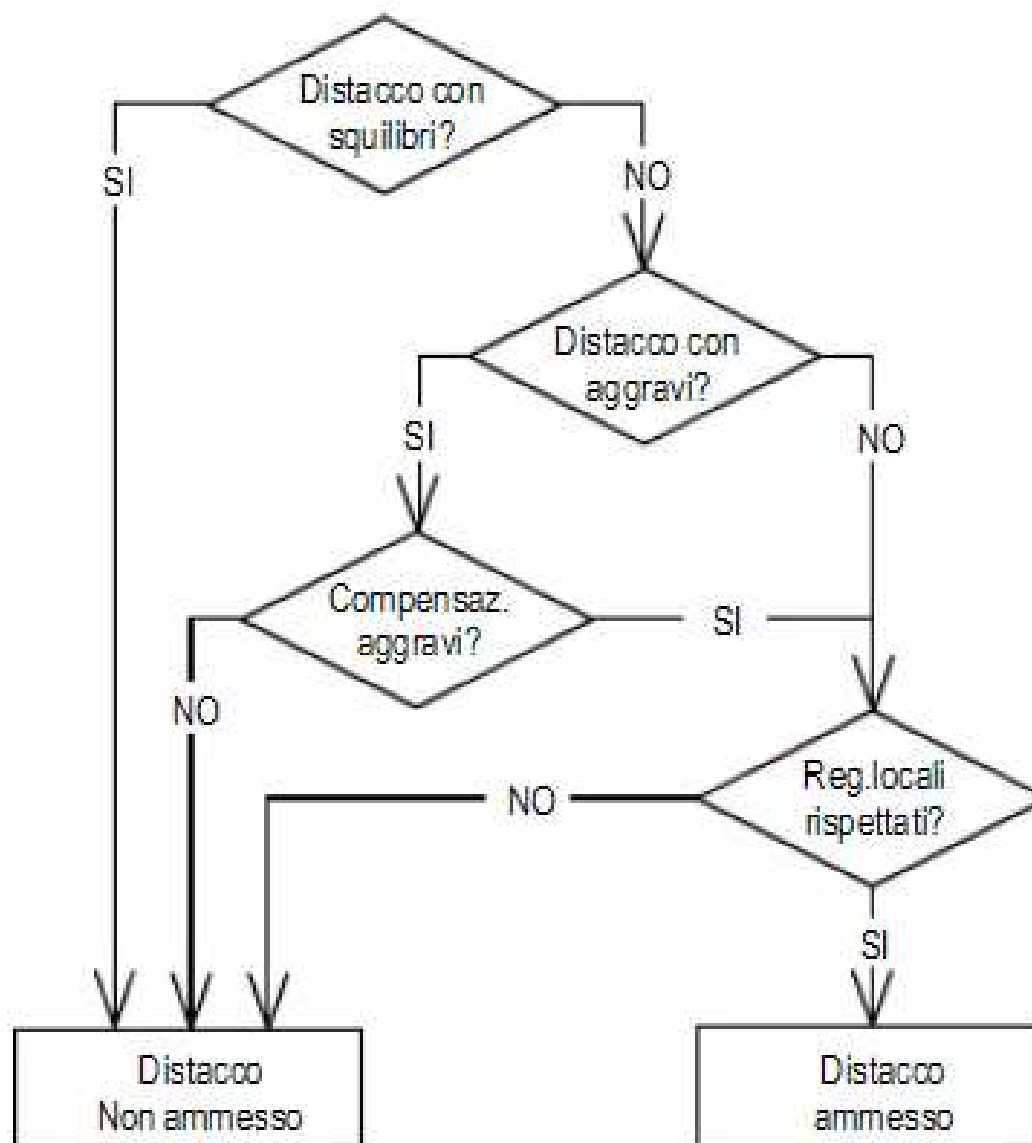 Distacco con
squilibri?
SI
NO
Distacco con
aggravi?
SI
NO
Compensaz.
aggravi?
SI
NO
Reg.locali
rispettati?
NO
SI
Distacco
Non ammesso
Distacco
ammesso